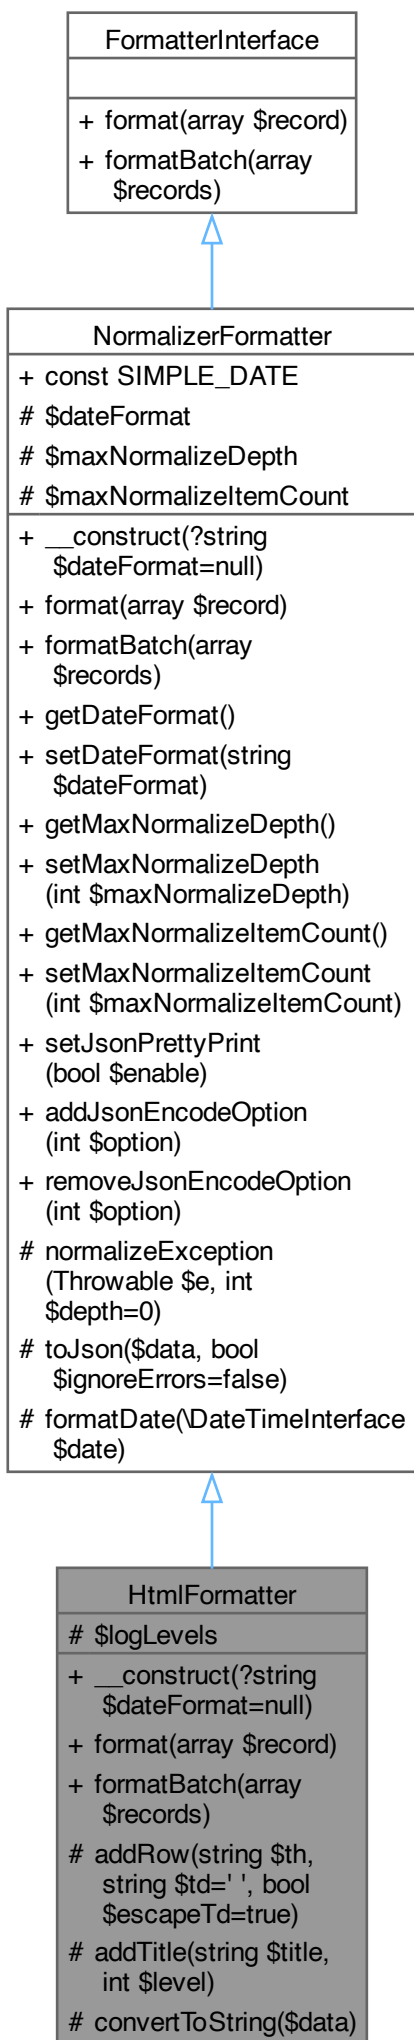 FormatterInterface
+ format(array $record)
+ formatBatch(array
$records)
NormalizerFormatter
+ const SIMPLE_DATE
# $dateFormat
# $maxNormalizeDepth
# $maxNormalizeItemCount
+ __construct(?string
$dateFormat=null)
+ format(array $record)
+ formatBatch(array
$records)
+ getDateFormat()
+ setDateFormat(string
$dateFormat)
+ getMaxNormalizeDepth()
+ setMaxNormalizeDepth
(int $maxNormalizeDepth)
+ getMaxNormalizeItemCount()
+ setMaxNormalizeItemCount
(int $maxNormalizeItemCount)
+ setJsonPrettyPrint
(bool $enable)
+ addJsonEncodeOption
(int $option)
+ removeJsonEncodeOption
(int $option)
# normalizeException
(Throwable $e, int
$depth=0)
# toJson($data, bool
$ignoreErrors=false)
# formatDate(\DateTimeInterface
$date)
HtmlFormatter
# $logLevels
+ __construct(?string
$dateFormat=null)
+ format(array $record)
+ formatBatch(array
$records)
# addRow(string $th,
string $td=' ', bool
$escapeTd=true)
# addTitle(string $title,
int $level)
# convertToString($data)